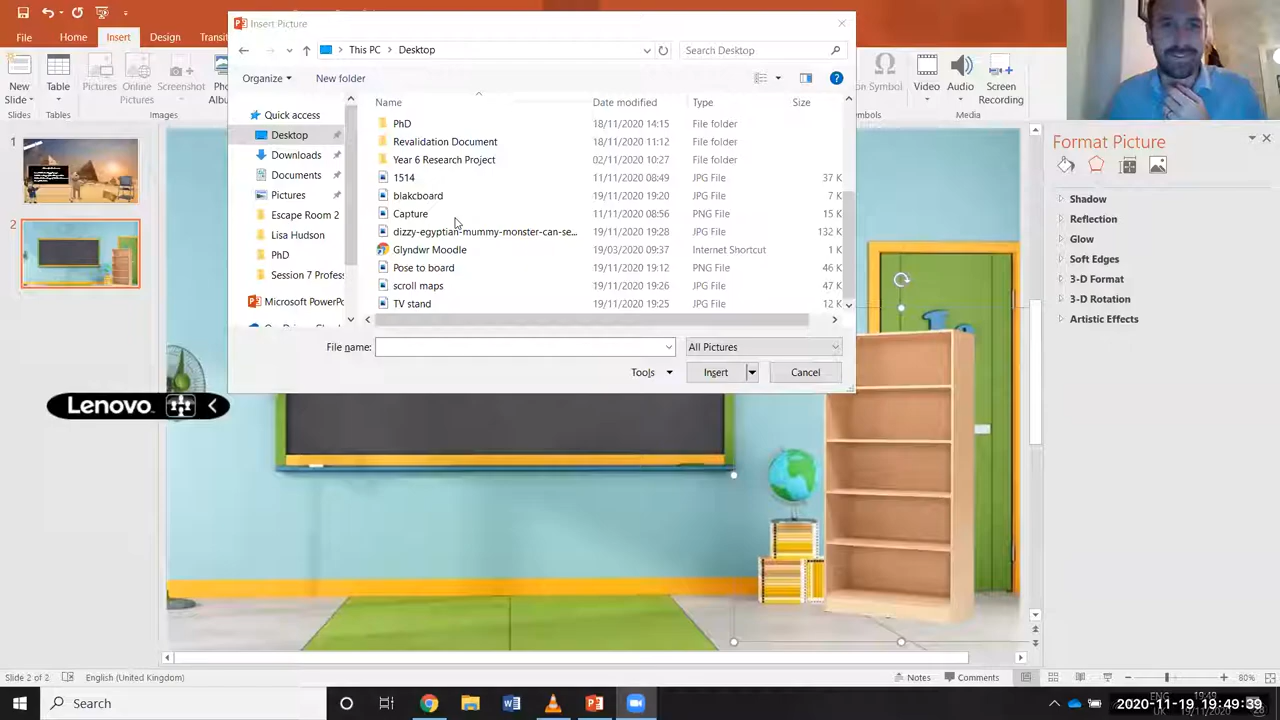 Insert Picture
File Home Insert Design
This PC Desktop Search Desktop
New Slide Table Pictures Online Pictures Screenshot Images Symbol Video Audio Screen Recording Media
Organize New folder
Name Date modified Type Size
Quick access
Desktop
Downloads
Documents
Pictures
Escape Room 2
Lisa Hudson
PhD
Session 7 Profes
Microsoft PowerPo
PhD 18/11/2020 14:15 File folder
Revalidation Document 18/11/2020 11:12 File folder
Year 6 Research Project 02/11/2020 10:27 File folder
1514 11/11/2020 08:49 JPG File 37 K
blakcboard 19/11/2020 19:20 JPG File 7 K
Capture 11/11/2020 08:56 PNG File 15 K
dizzy-egyptian-mummy-monster-can-se... 19/11/2020 19:28 JPG File 132 K
Glyndwr Moodle 19/03/2020 09:37 Internet Shortcut 1 K
Pose to board 19/11/2020 19:12 PNG File 46 K
scroll maps 19/11/2020 19:26 JPG File 47 K
TV stand 19/11/2020 19:25 JPG File 12 K
File name: All Pictures
Tools Insert Cancel
1
2
Format Picture
Shadow
Reflection
Glow
Soft Edges
3-D Format
3-D Rotation
Artistic Effects
Lenovo
Slide 2 of 2 English (United Kingdom) Notes Comments 80%
Search
2020-11-19 19:49:39